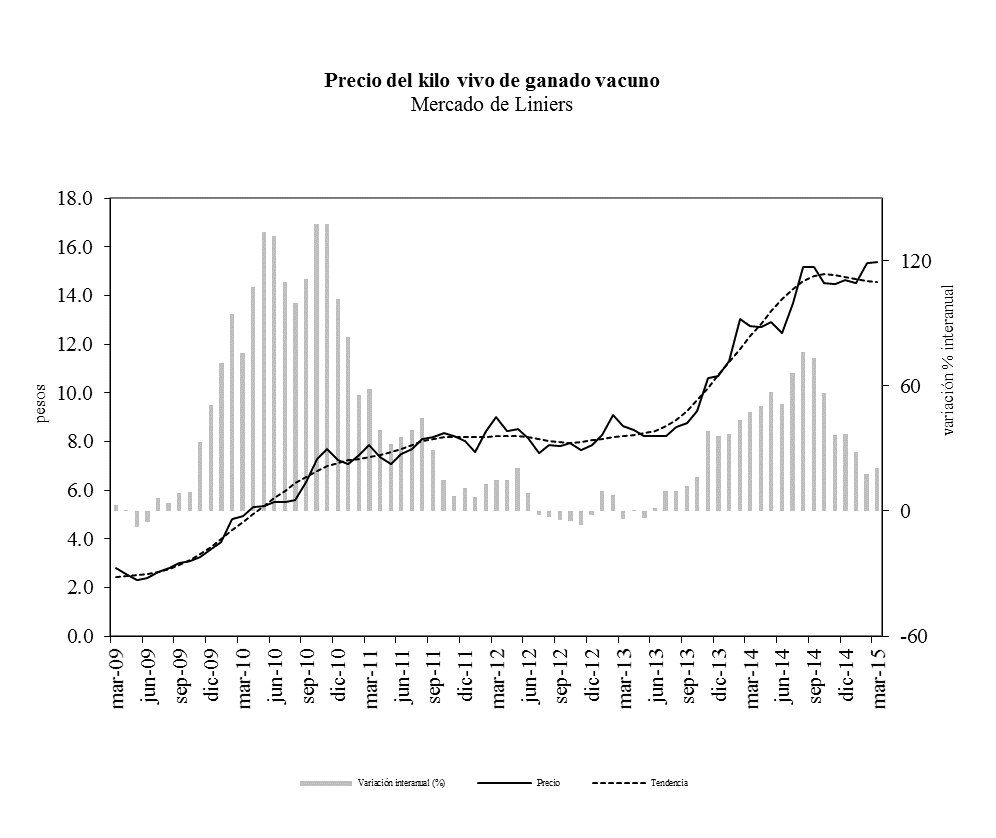 Precio del kilo vivo de ganado vacuno
Mercado de Liniers
18.0
16.0
14.0
12.0
10.0
8.0
6.0
4.0
2.0
0.0
pesos
120
60
0
-60
variación % interanual
mar-09
jun-09
sep-09
dic-09
mar-10
jun-10
sep-10
dic-10
mar-11
jun-11
sep-11
dic-11
mar-12
jun-12
sep-12
dic-12
mar-13
jun-13
sep-13
dic-13
mar-14
jun-14
sep-14
dic-14
mar-15
Variación interanual (%)
Precio
Tendencia